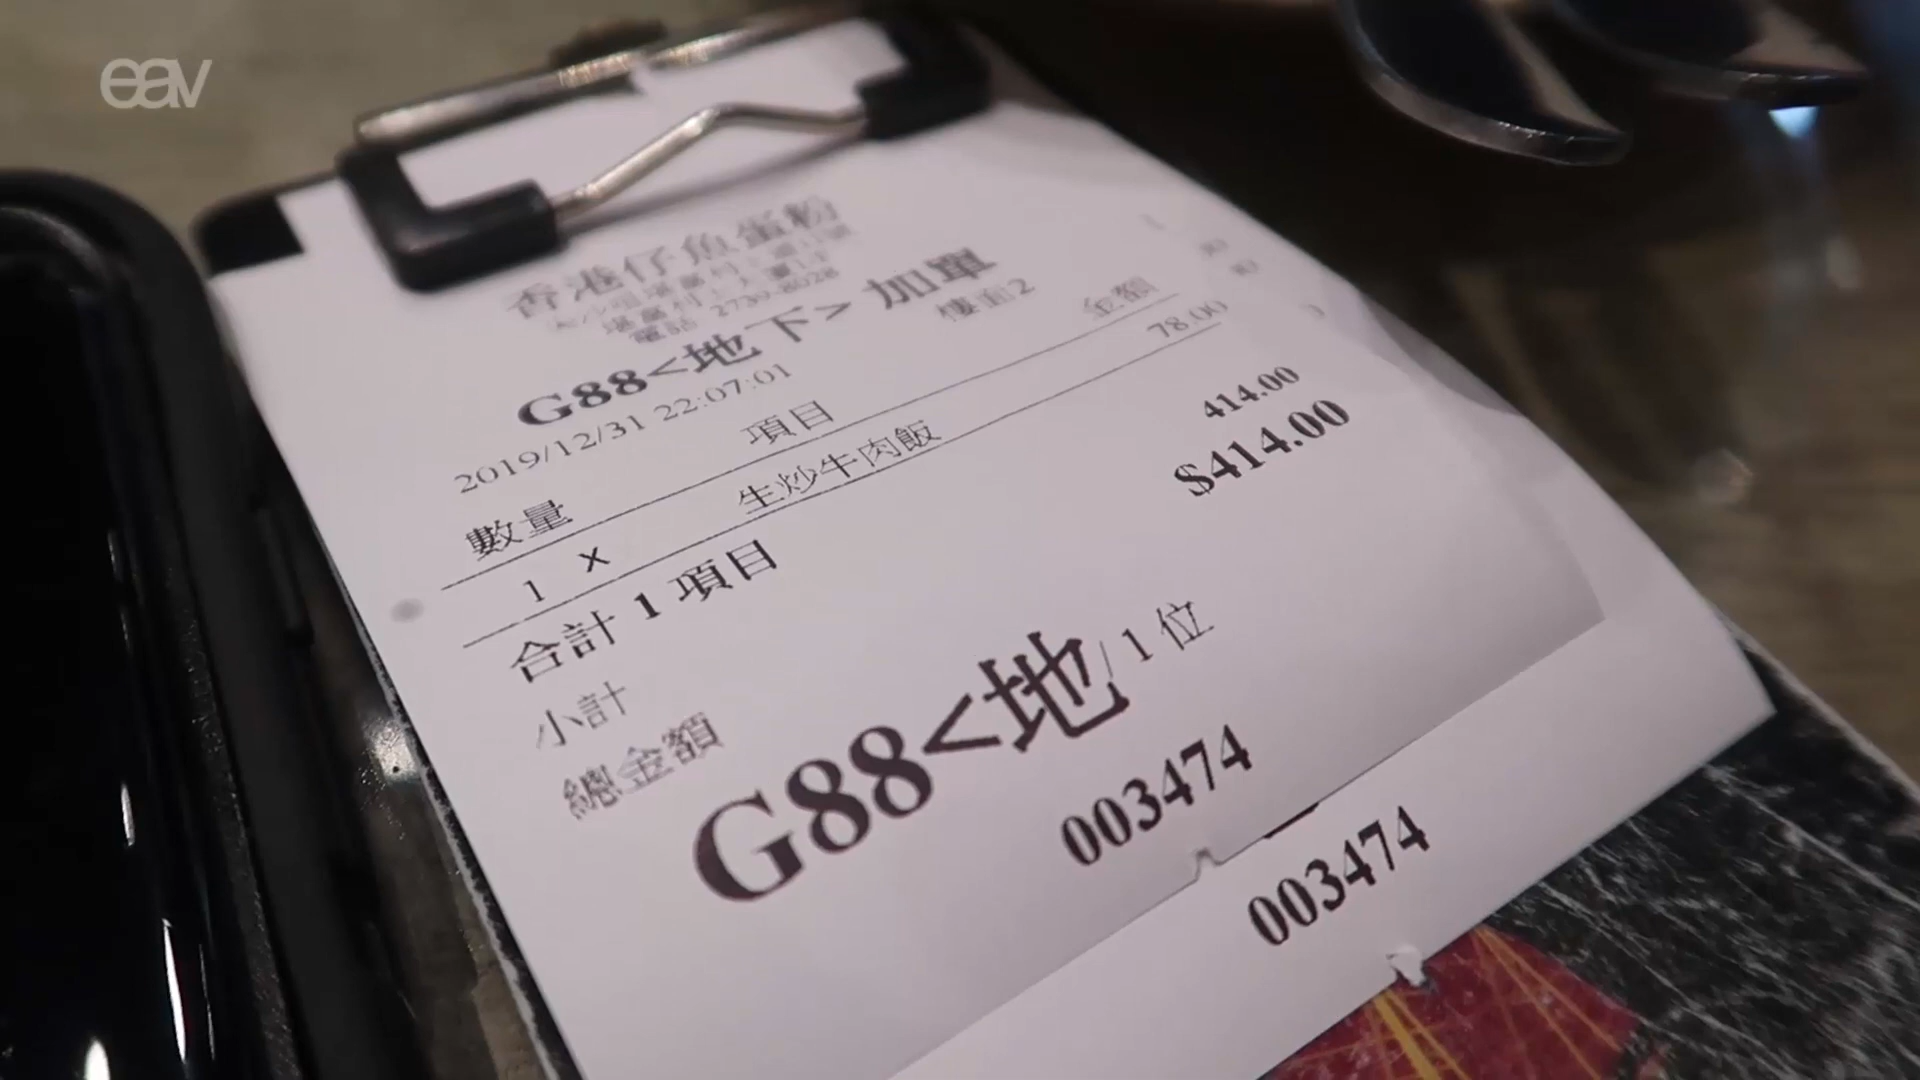 eav
香港仔魚蛋粉
電話 2739-8028
G88<地下> 加單
2019/12/31 22:07:01 樓面2
數量 項目 金額
1 x 生炒牛肉飯 78.00
合計 1 項目
小計 414.00
總金額 $414.00
G88<地/ 1 位
003474
003474